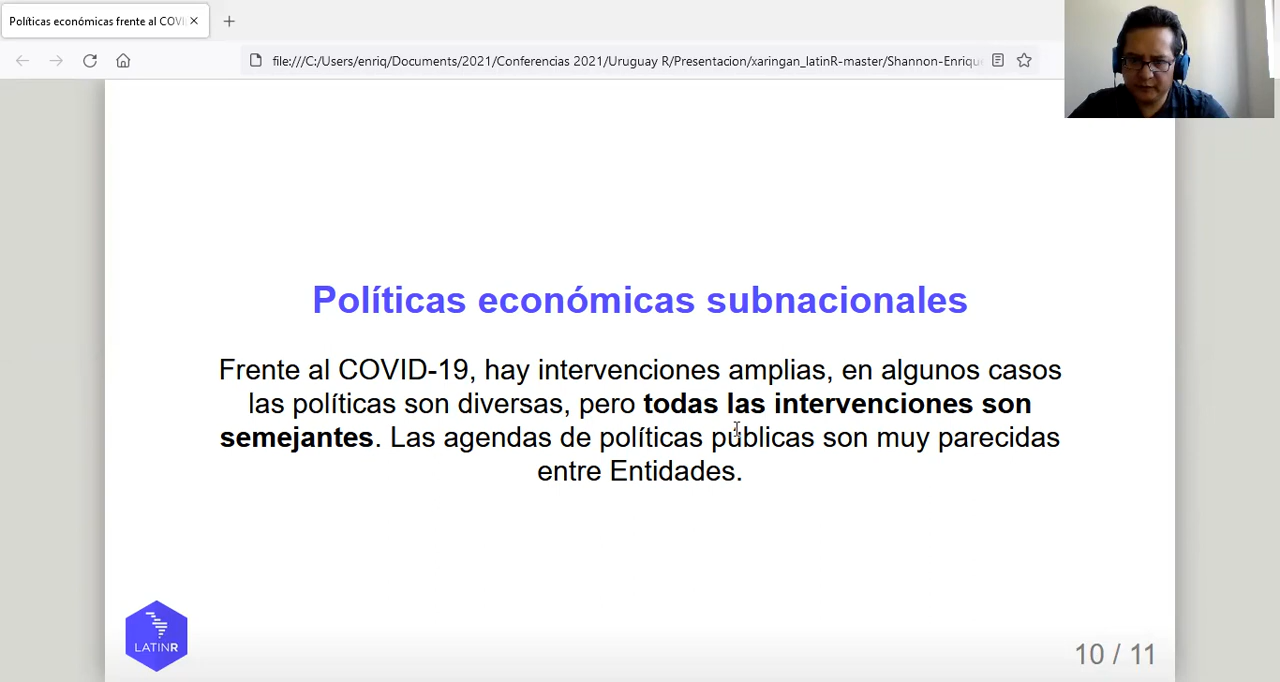 Políticas económicas frente al COVI
file:///C:/Users/enriq/Documents/2021/Conferencias 2021/Uruguay R/Presentacion/xaringan_latinR-master/Shannon-Enriqu
Políticas económicas subnacionales
Frente al COVID-19, hay intervenciones amplias, en algunos casos
las políticas son diversas, pero todas las intervenciones son
semejantes. Las agendas de políticas públicas son muy parecidas
entre Entidades.
LATINR
10 / 11